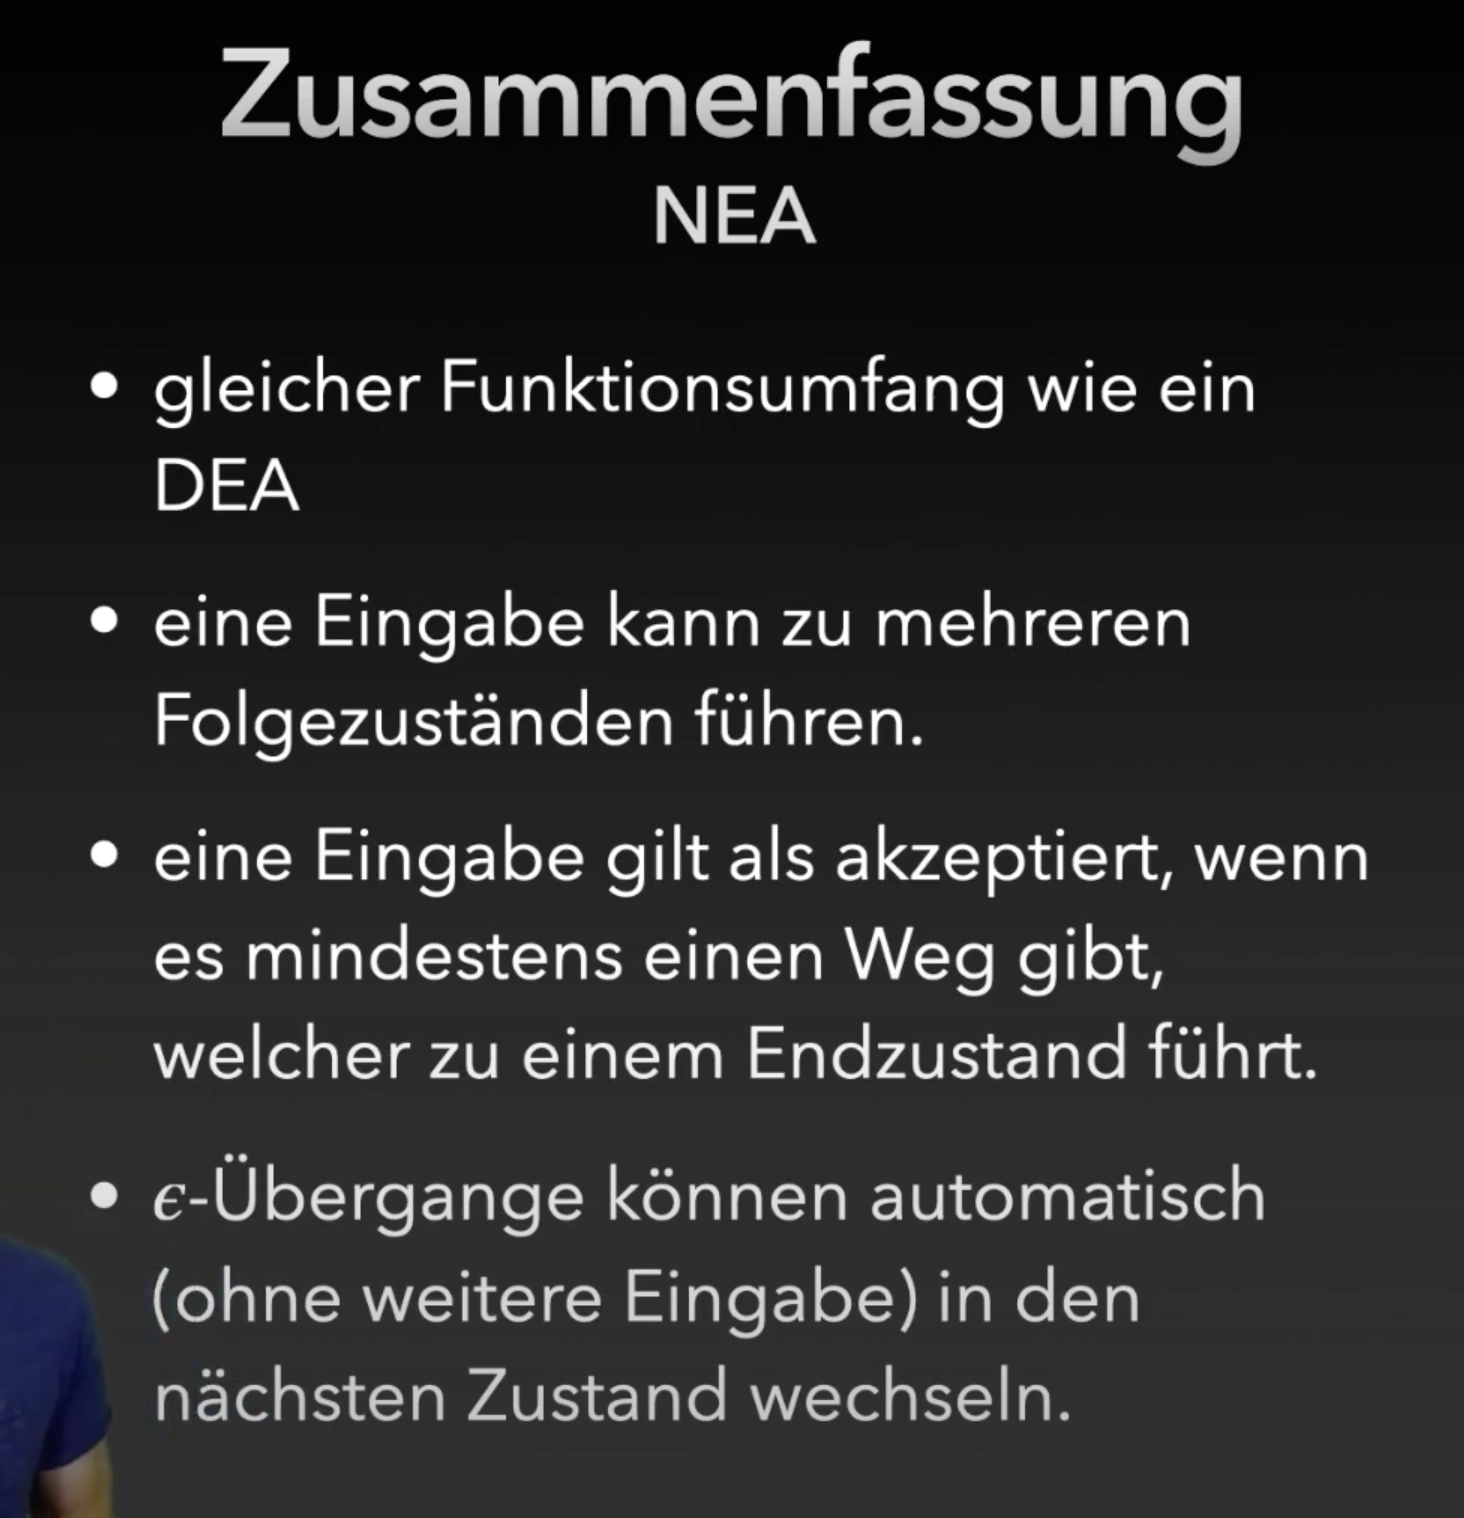 Zusammenfassung
NEA
• gleicher Funktionsumfang wie ein
DEA
• eine Eingabe kann zu mehreren
Folgezuständen führen.
• eine Eingabe gilt als akzeptiert, wenn
es mindestens einen Weg gibt,
welcher zu einem Endzustand führt.
• ϵ-Übergange können automatisch
(ohne weitere Eingabe) in den
nächsten Zustand wechseln.